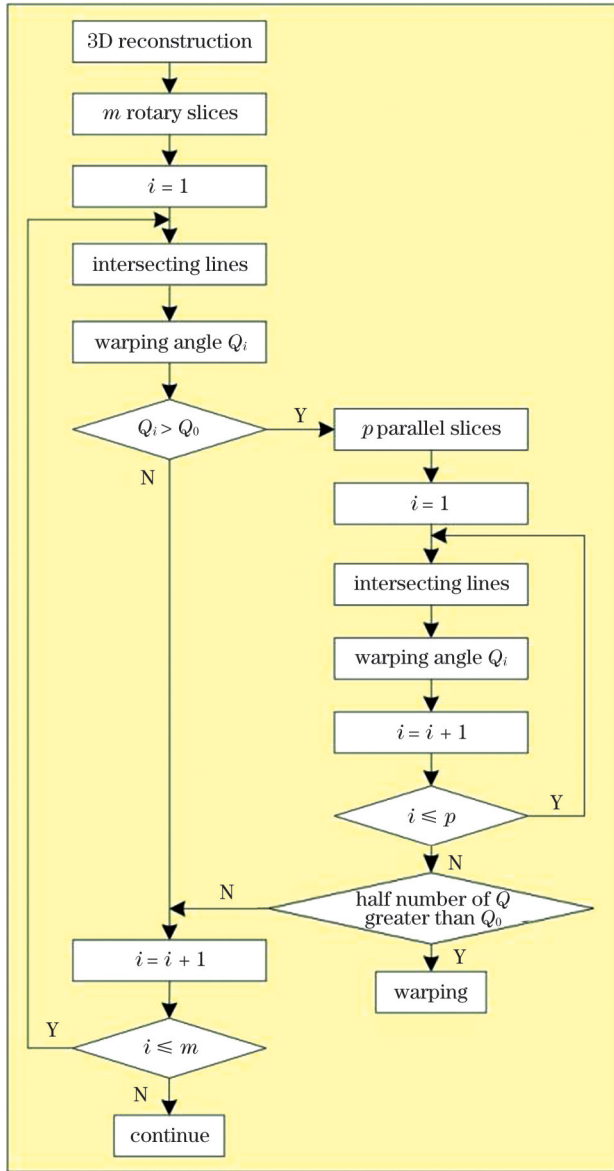 3D reconstruction
m rotary slices
i = 1
intersecting lines
warping angle Qᵢ
Qᵢ > Q₀
Y
N
p parallel slices
i = 1
intersecting lines
warping angle Qᵢ
i = i + 1
i ≤ p
Y
N
half number of Q
greater than Q₀
N
Y
warping
i = i + 1
i ≤ m
Y
N
continue